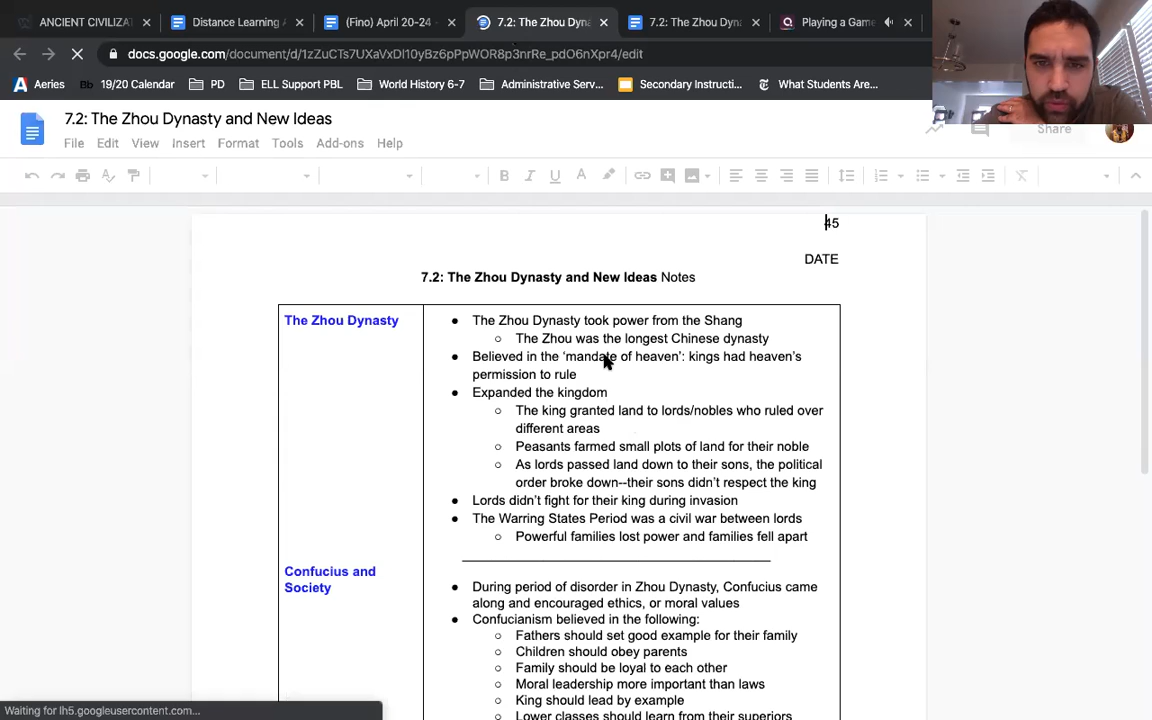 ANCIENT CIVILIZA
Distance Learning
(Fino) April 20-24
7.2: The Zhou Dyna
7.2: The Zhou Dyna
Playing a Game
docs.google.com/document/d/1zZuCTs7UXaVxDl10yBz6pPpWOR8p3nrRe_pdO6nXpr4/edit
Aeries
Bb 19/20 Calendar
PD
ELL Support PBL
World History 6-7
Administrative Serv...
Secondary Instructi...
What Students Are...
7.2: The Zhou Dynasty and New Ideas
Share
File Edit View Insert Format Tools Add-ons Help
45
DATE
7.2: The Zhou Dynasty and New Ideas Notes
The Zhou Dynasty
● The Zhou Dynasty took power from the Shang
○ The Zhou was the longest Chinese dynasty
● Believed in the ‘mandate of heaven’: kings had heaven’s
permission to rule
● Expanded the kingdom
○ The king granted land to lords/nobles who ruled over
different areas
○ Peasants farmed small plots of land for their noble
○ As lords passed land down to their sons, the political
order broke down--their sons didn’t respect the king
● Lords didn’t fight for their king during invasion
● The Warring States Period was a civil war between lords
○ Powerful families lost power and families fell apart
Confucius and
Society
● During period of disorder in Zhou Dynasty, Confucius came
along and encouraged ethics, or moral values
● Confucianism believed in the following:
○ Fathers should set good example for their family
○ Children should obey parents
○ Family should be loyal to each other
○ Moral leadership more important than laws
○ King should lead by example
○ Lower classes should learn from their superiors
Waiting for lh5.googleusercontent.com...